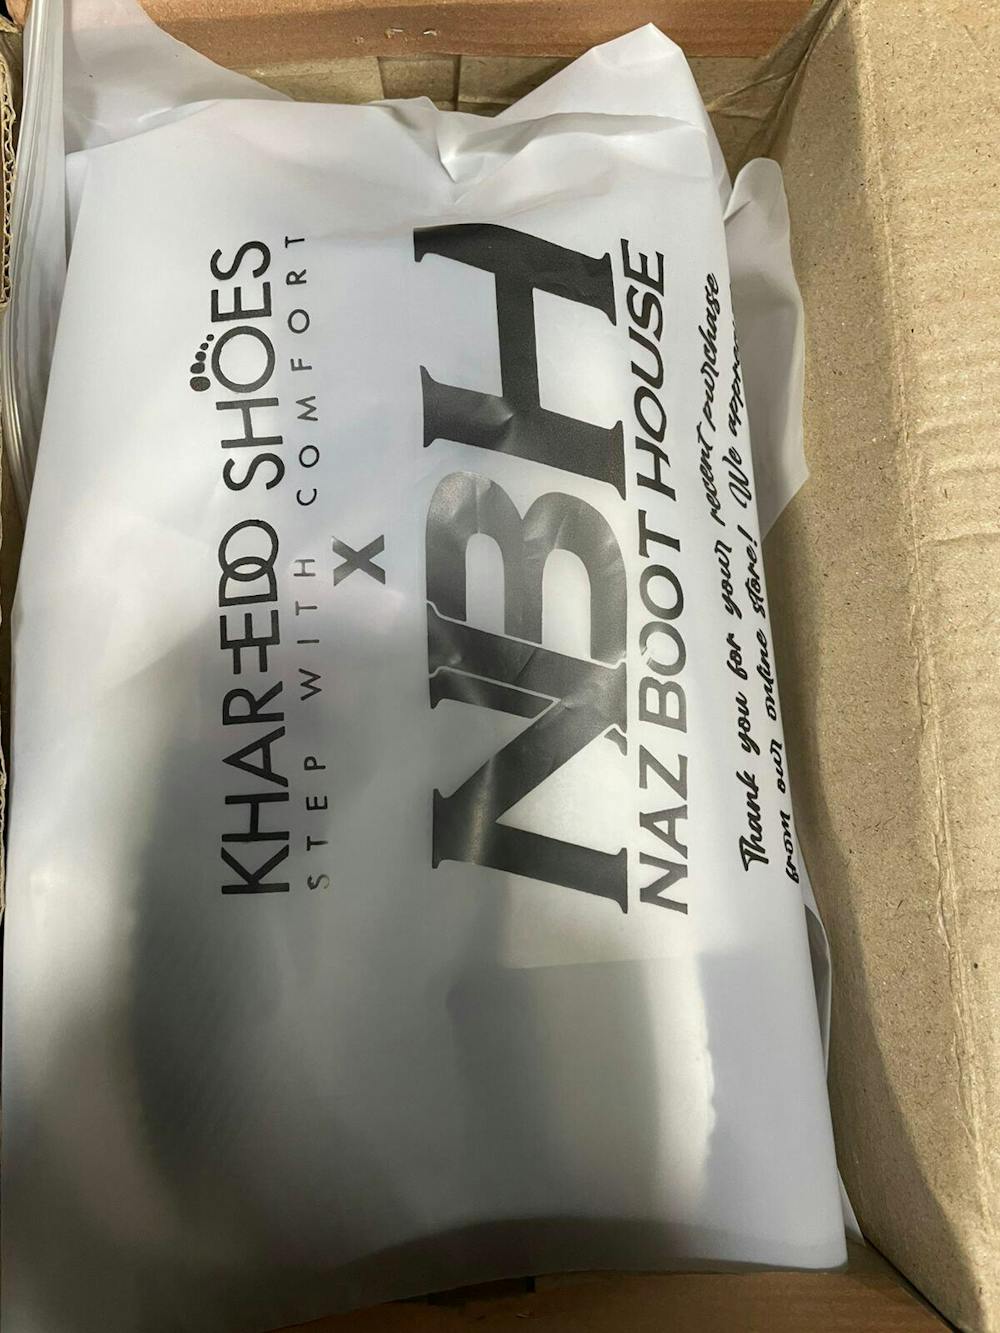 KHAREEDO SHOES
STEP WITH COMFORT
X
NBH
NAZ BOOT HOUSE
Thank you for your recent purchase
from our online store! We